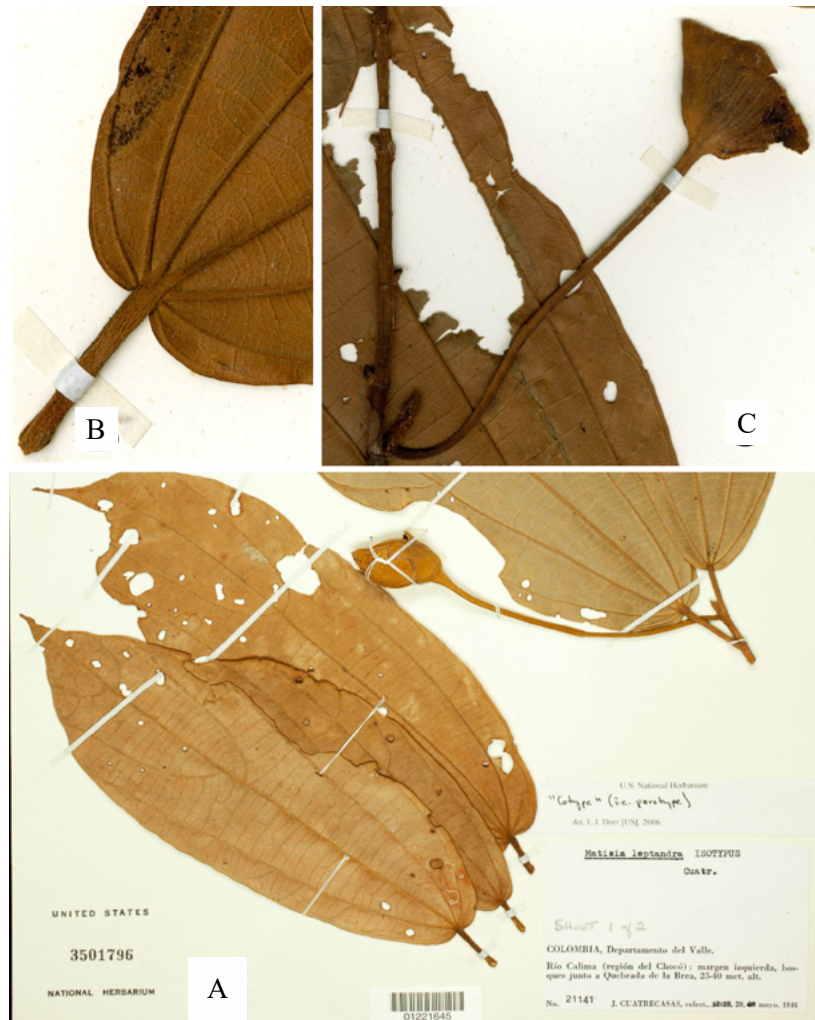 B
C
U.S. National Herbarium
"Cotype" (i.e. paratype)
det. L.J. Dorr [US], 2006
Matisia leptandra ISOTYPUS
Cuatr.
SHEET 1 of 2
COLOMBIA, Departamento del Valle.
Río Calima (región del Chocó): margen izquierda, bos-
ques junto a Quebrada de la Brea, 25-40 met. alt.
No. 21141 J. CUATRECASAS, colect., 20, mayo, 1946
UNITED STATES
3501796
NATIONAL HERBARIUM
A
01221645